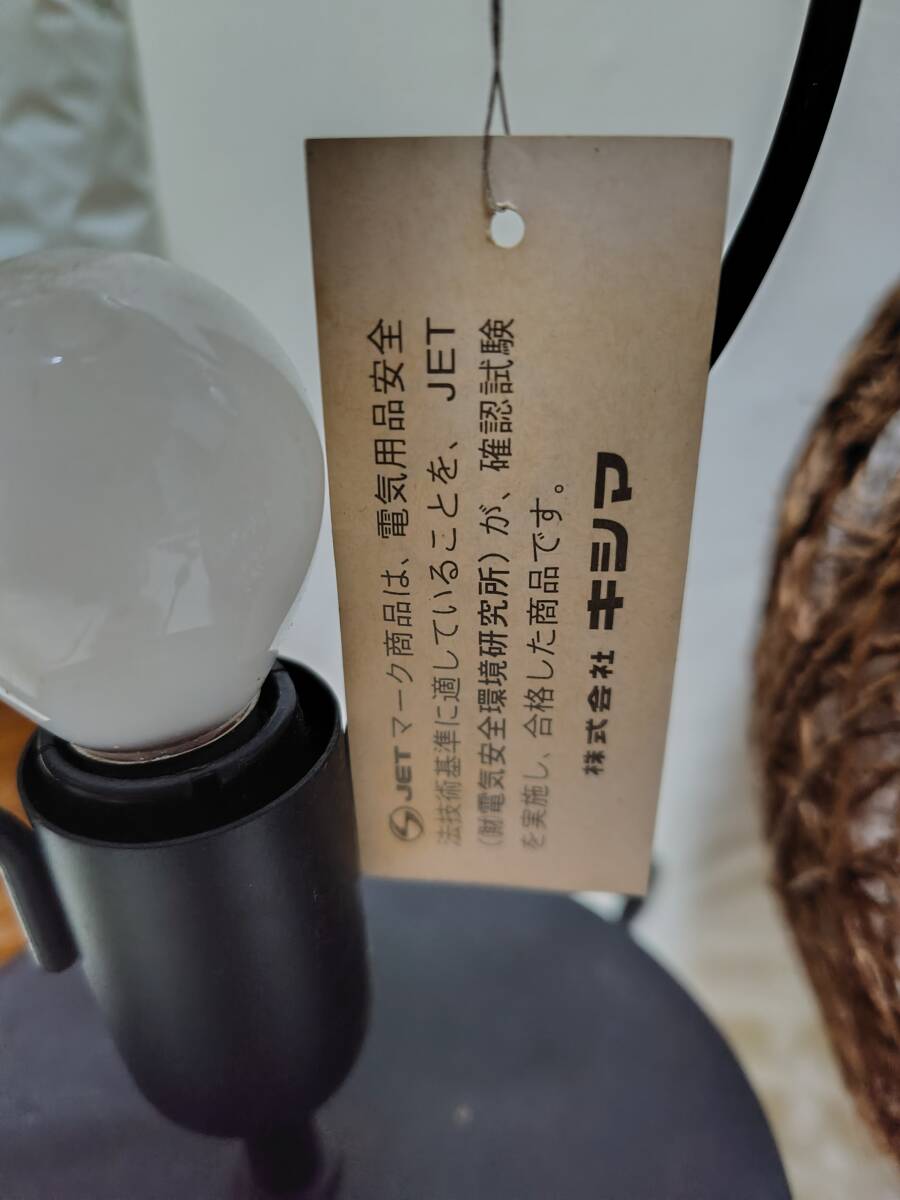 JETマーク商品は、電気用品安全
法技術基準に適していることを、JET
(財電気安全環境研究所)が、確認試験
を実施し、合格した商品です。
株式会社 キシマ